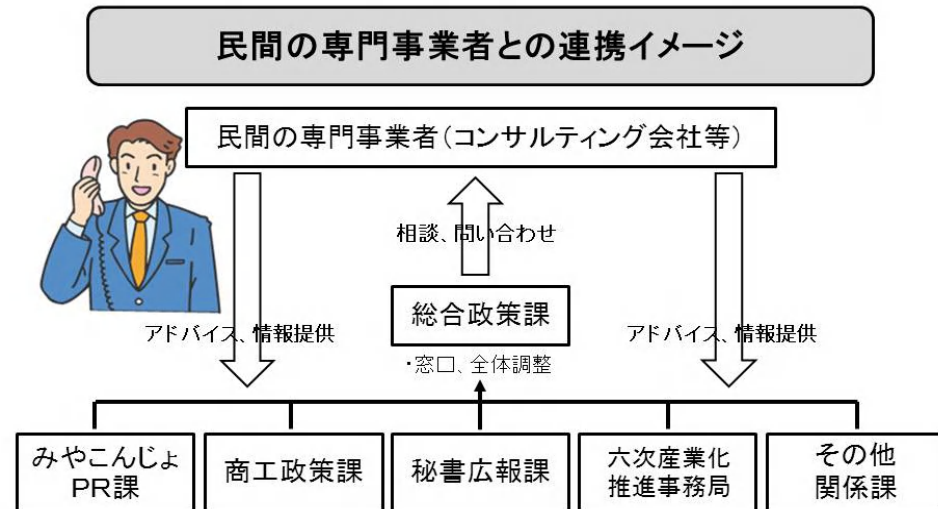 民間の専門事業者との連携イメージ
民間の専門事業者(コンサルティング会社等)
相談、問い合わせ
総合政策課
アドバイス、情報提供
アドバイス、情報提供
・窓口、全体調整
みやこんじょ
PR課
商工政策課
秘書広報課
六次産業化
推進事務局
その他
関係課